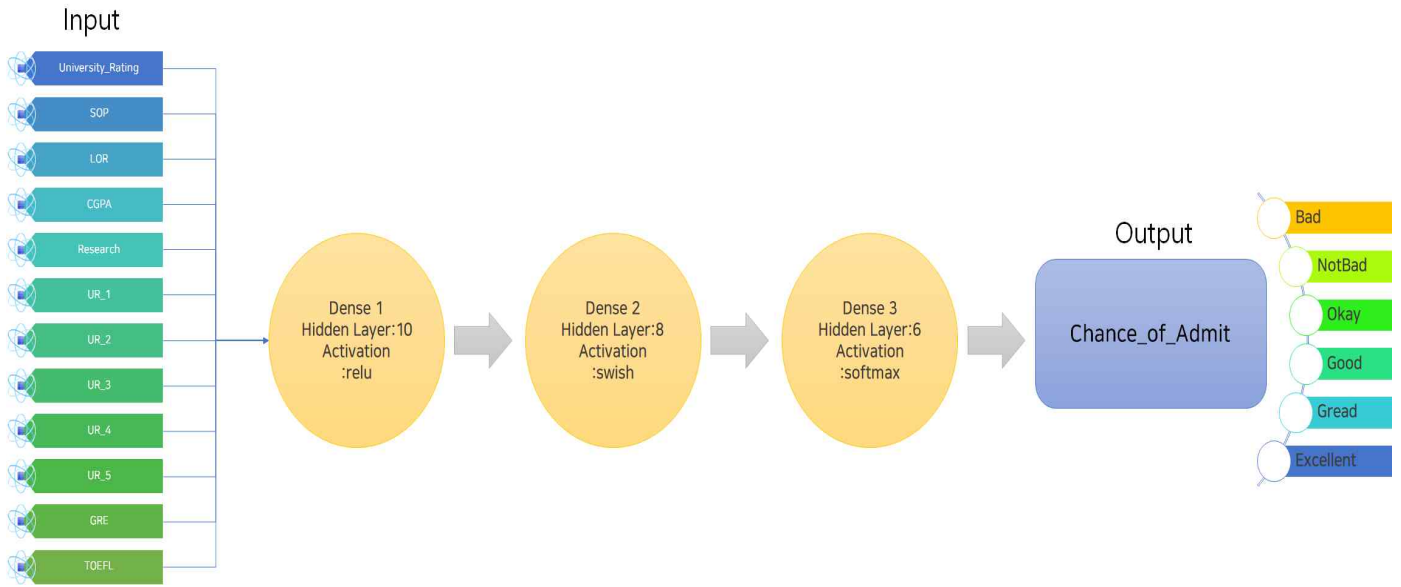 Input
University_Rating
SOP
LOR
CGPA
Research
UR_1
UR_2
UR_3
UR_4
UR_5
GRE
TOEFL
Dense 1
Hidden Layer:10
Activation
:relu
Dense 2
Hidden Layer:8
Activation
:swish
Dense 3
Hidden Layer:6
Activation
:softmax
Output
Chance_of_Admit
Bad
NotBad
Okay
Good
Gread
Excellent